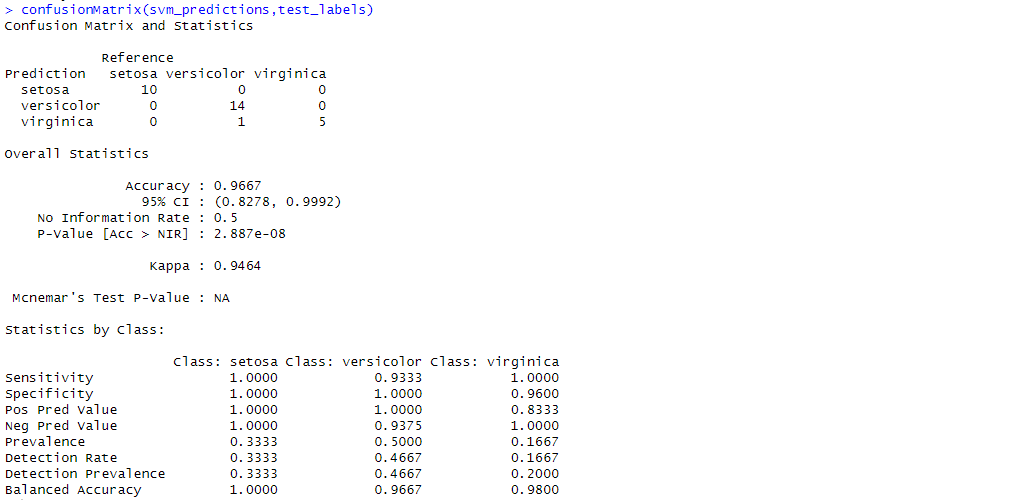 > confusionMatrix(svm_predictions,test_labels)
Confusion Matrix and Statistics
Reference
Prediction setosa versicolor virginica
setosa 10 0 0
versicolor 0 14 0
virginica 0 1 5
Overall Statistics
Accuracy : 0.9667
95% CI : (0.8278, 0.9992)
No Information Rate : 0.5
P-Value [Acc > NIR] : 2.887e-08
Kappa : 0.9464
Mcnemar's Test P-Value : NA
Statistics by Class:
Class: setosa Class: versicolor Class: virginica
Sensitivity 1.0000 0.9333 1.0000
Specificity 1.0000 1.0000 0.9600
Pos Pred Value 1.0000 1.0000 0.8333
Neg Pred Value 1.0000 0.9375 1.0000
Prevalence 0.3333 0.5000 0.1667
Detection Rate 0.3333 0.4667 0.1667
Detection Prevalence 0.3333 0.4667 0.2000
Balanced Accuracy 1.0000 0.9667 0.9800